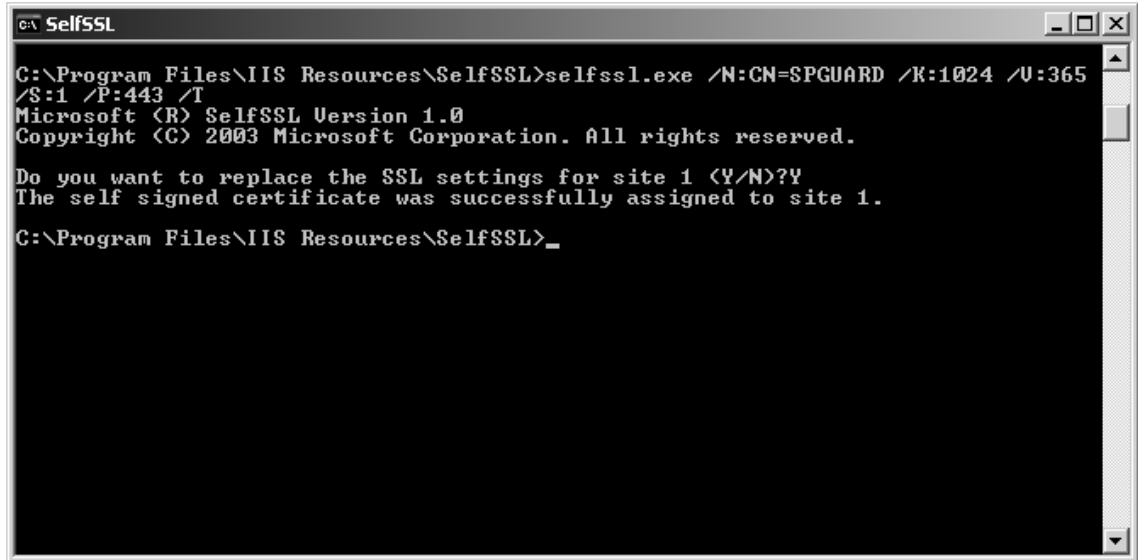 SelfSSL
C:\Program Files\IIS Resources\SelfSSL>selfssl.exe /N:CN=SPGUARD /K:1024 /V:365
/S:1 /P:443 /T
Microsoft (R) SelfSSL Version 1.0
Copyright (C) 2003 Microsoft Corporation. All rights reserved.
Do you want to replace the SSL settings for site 1 (Y/N)?Y
The self signed certificate was successfully assigned to site 1.
C:\Program Files\IIS Resources\SelfSSL>_